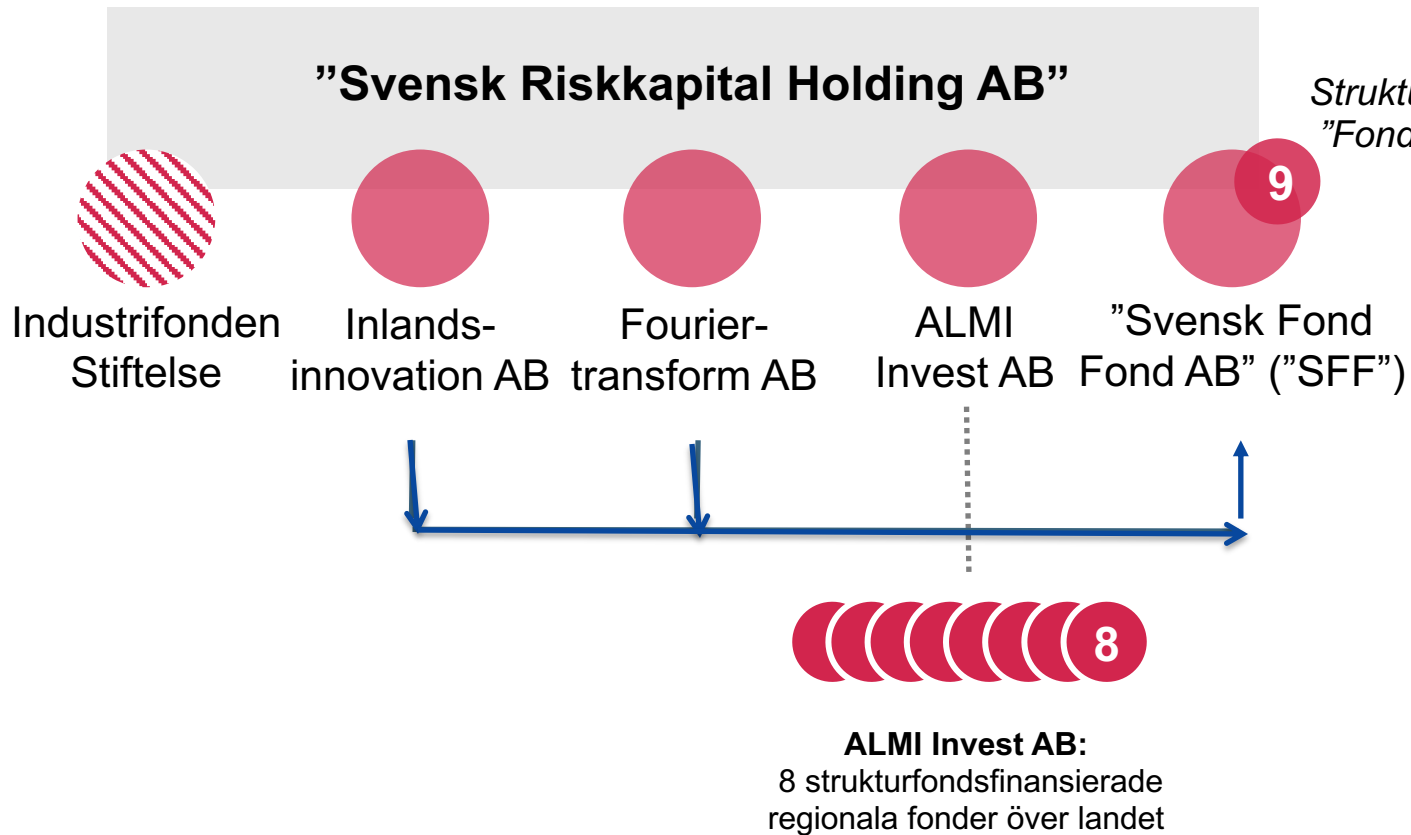 ”Svensk Riskkapital Holding AB”
”Fond
9
Industrifonden
Stiftelse
Inlands-
innovation AB
Fourier-
transform AB
ALMI
Invest AB
”Svensk Fond
Fond AB” (”SFF”)
8
ALMI Invest AB:
8 strukturfondsfinansierade
regionala fonder över landet